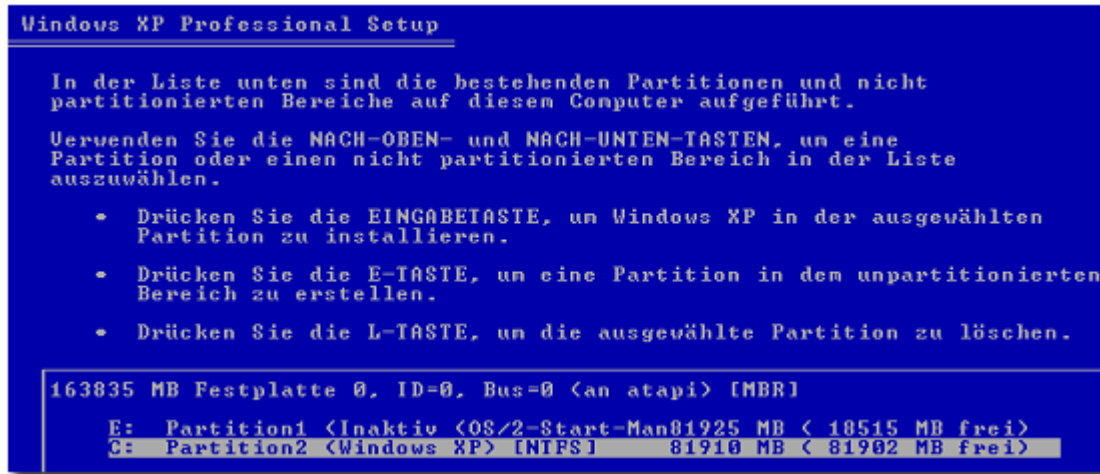 Windows XP Professional Setup
In der Liste unten sind die bestehenden Partitionen und nicht
partitionierten Bereiche auf diesem Computer aufgeführt.
Verwenden Sie die NACH-OBEN- und NACH-UNTEN-TASTEN, um eine
Partition oder einen nicht partitionierten Bereich in der Liste
auszuwählen.
• Drücken Sie die EINGABETASTE, um Windows XP in der ausgewählten
Partition zu installieren.
• Drücken Sie die E-TASTE, um eine Partition in dem unpartitionierten
Bereich zu erstellen.
• Drücken Sie die L-TASTE, um die ausgewählte Partition zu löschen.
163835 MB Festplatte 0, ID=0, Bus=0 (an atapi) [MBR]
E: Partition1 (Inaktiv (OS/2-Start-Man81925 MB ( 18515 MB frei)
C: Partition2 (Windows XP) [NTFS] 81910 MB ( 81902 MB frei)